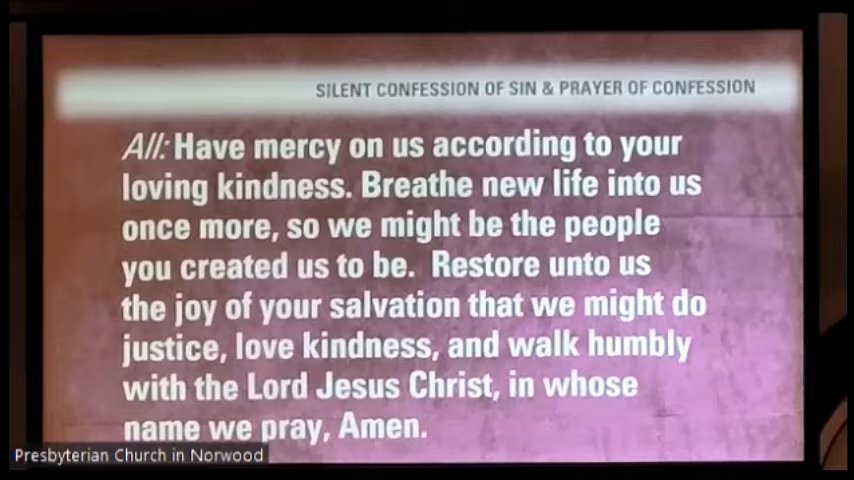 SILENT CONFESSION OF SIN & PRAYER OF CONFESSION
All: Have mercy on us according to your
loving kindness. Breathe new life into us
once more, so we might be the people
you created us to be. Restore unto us
the joy of your salvation that we might do
justice, love kindness, and walk humbly
with the Lord Jesus Christ, in whose
name we pray, Amen.
Presbyterian Church in Norwood